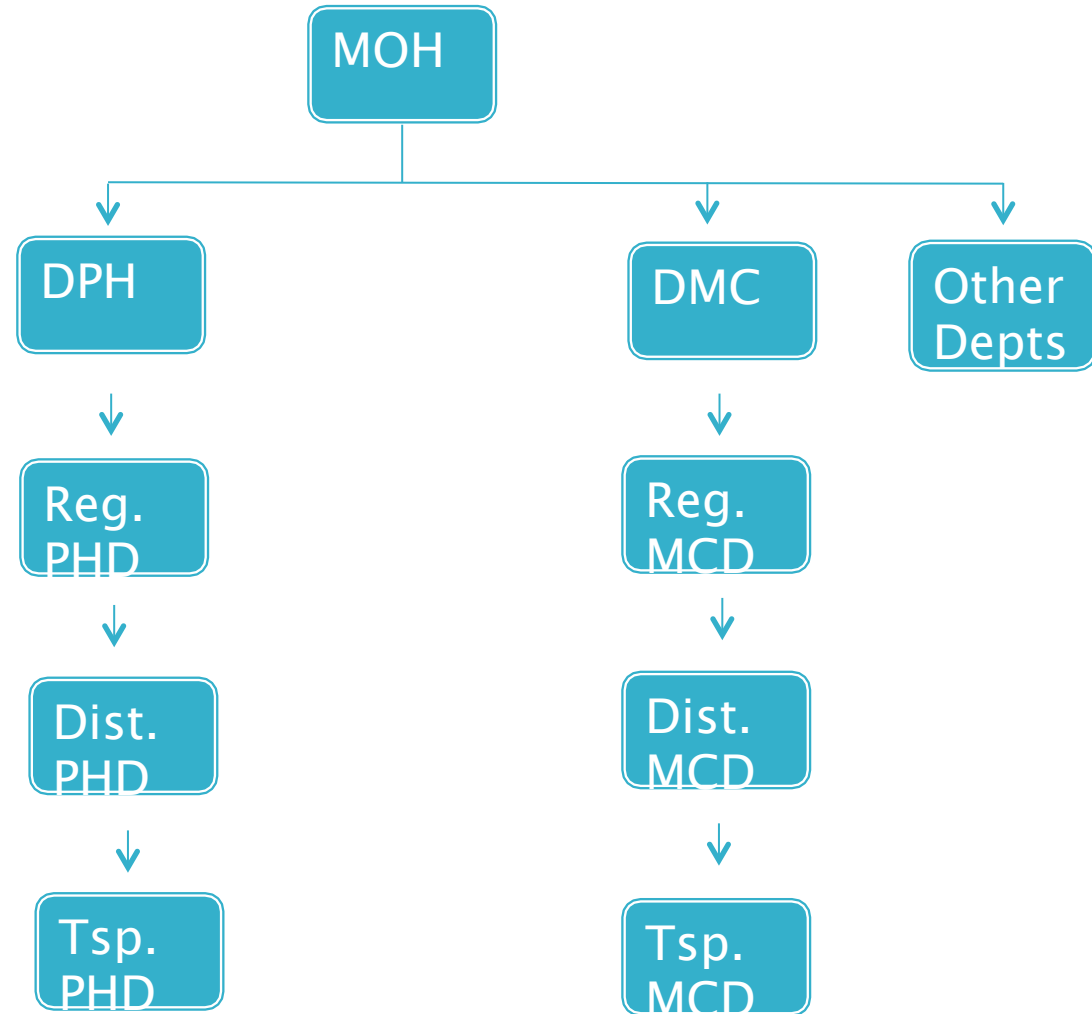 MOH
DPH
DMC
Other
Depts
Reg.
PHD
Reg.
MCD
Dist.
PHD
Dist.
MCD
Tsp.
PHD
Tsp.
MCD